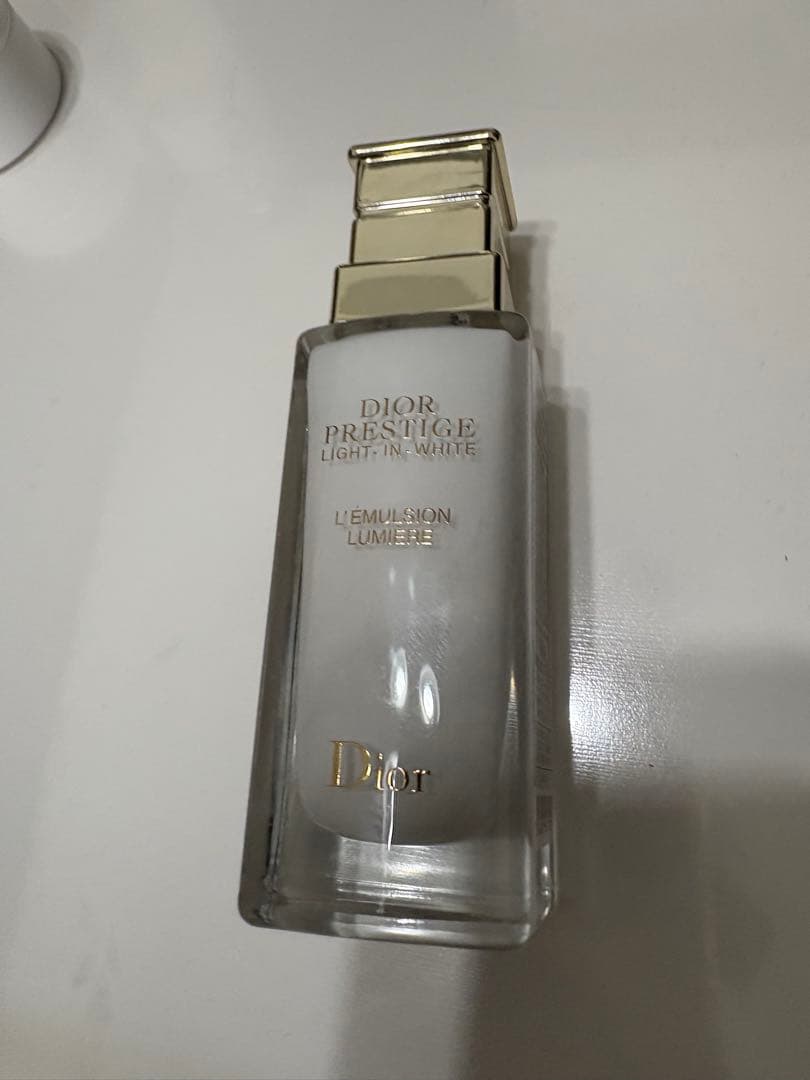 DIOR
PRESTIGE
LIGHT-IN-WHITE
L'ÉMULSION
LUMIÈRE
Dior